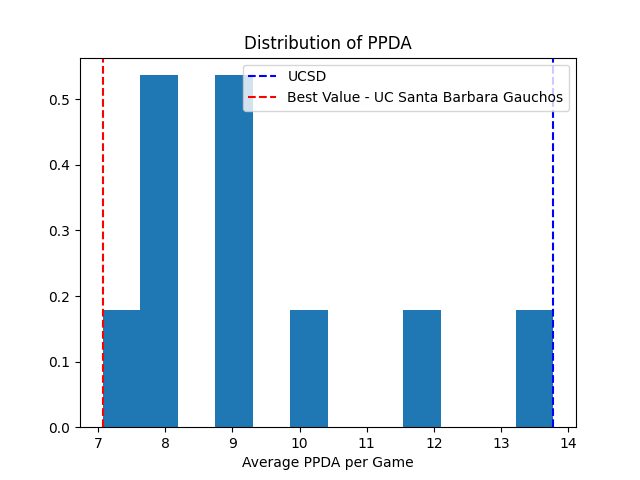 Distribution of PPDA
UCSD
Best Value - UC Santa Barbara Gauchos
0.5
0.4
0.3
0.2
0.1
0.0
7 8 9 10 11 12 13 14
Average PPDA per Game